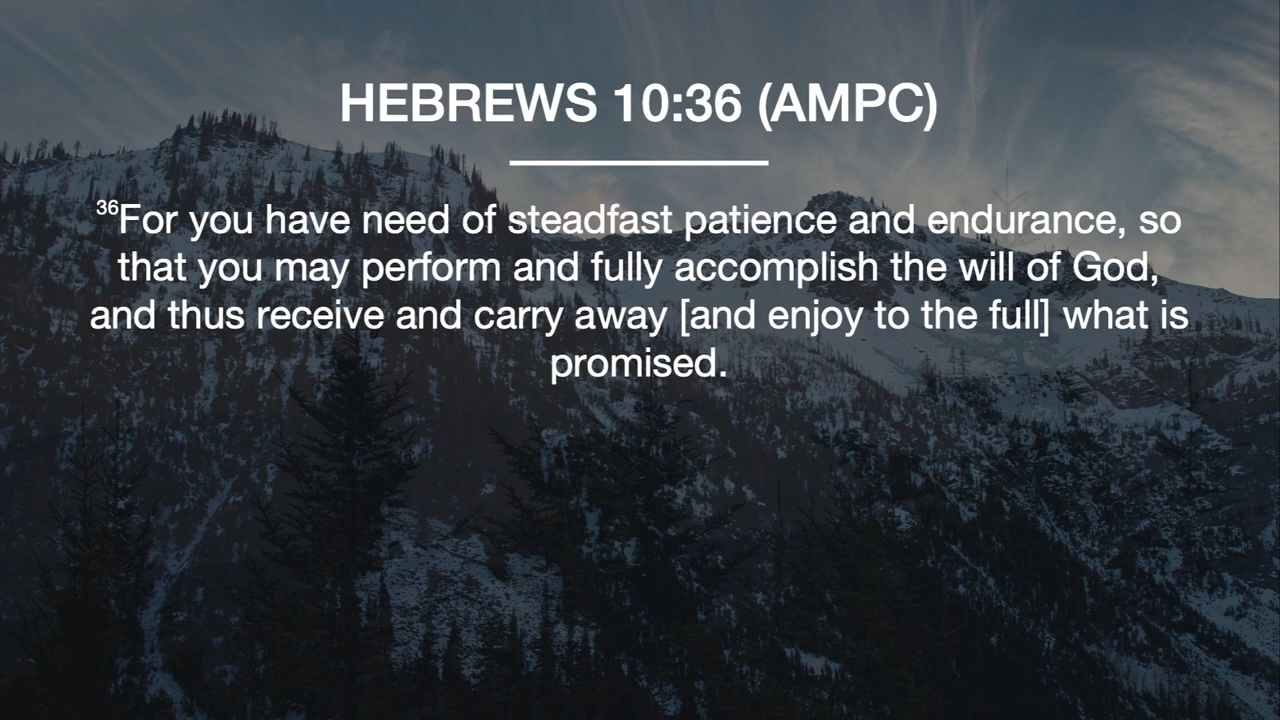 HEBREWS 10:36 (AMPC)
36For you have need of steadfast patience and endurance, so
that you may perform and fully accomplish the will of God,
and thus receive and carry away [and enjoy to the full] what is
promised.